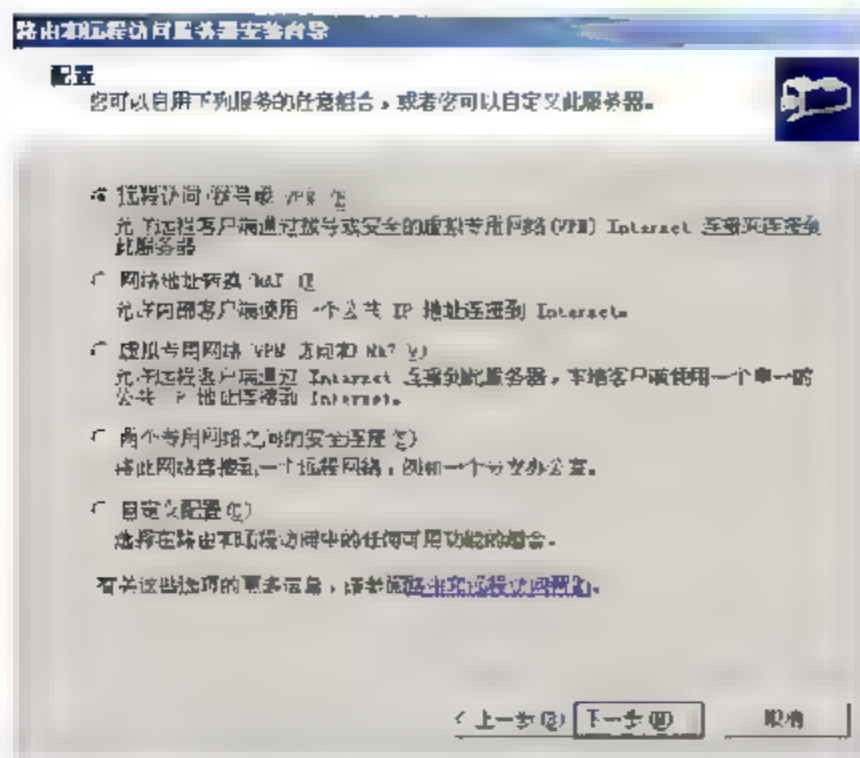 路由和远程访问服务器安装向导
配置
您可以启用下列服务的任意组合，或者您可以自定义此服务器。
远程访问(拨号或 VPN)(R)
允许远程客户端通过拨号或安全的虚拟专用网络(VPN) Internet 连接来连接到
此服务器
网络地址转换(NAT)(E)
允许内部客户端使用一个公共 IP 地址连接到 Internet。
虚拟专用网络(VPN)访问和 NAT(V)
允许远程客户端通过 Internet 连接到此服务器，本地客户端使用一个单一的
公共 IP 地址连接到 Internet。
两个专用网络之间的安全连接(S)
将此网络连接到一个远程网络，例如一个分支办公室。
自定义配置(C)
选择在路由和远程访问中的任何可用功能的组合。
有关这些选项的更多信息，请参阅路由和远程访问帮助。
< 上一步(B)
下一步(N) >
取消